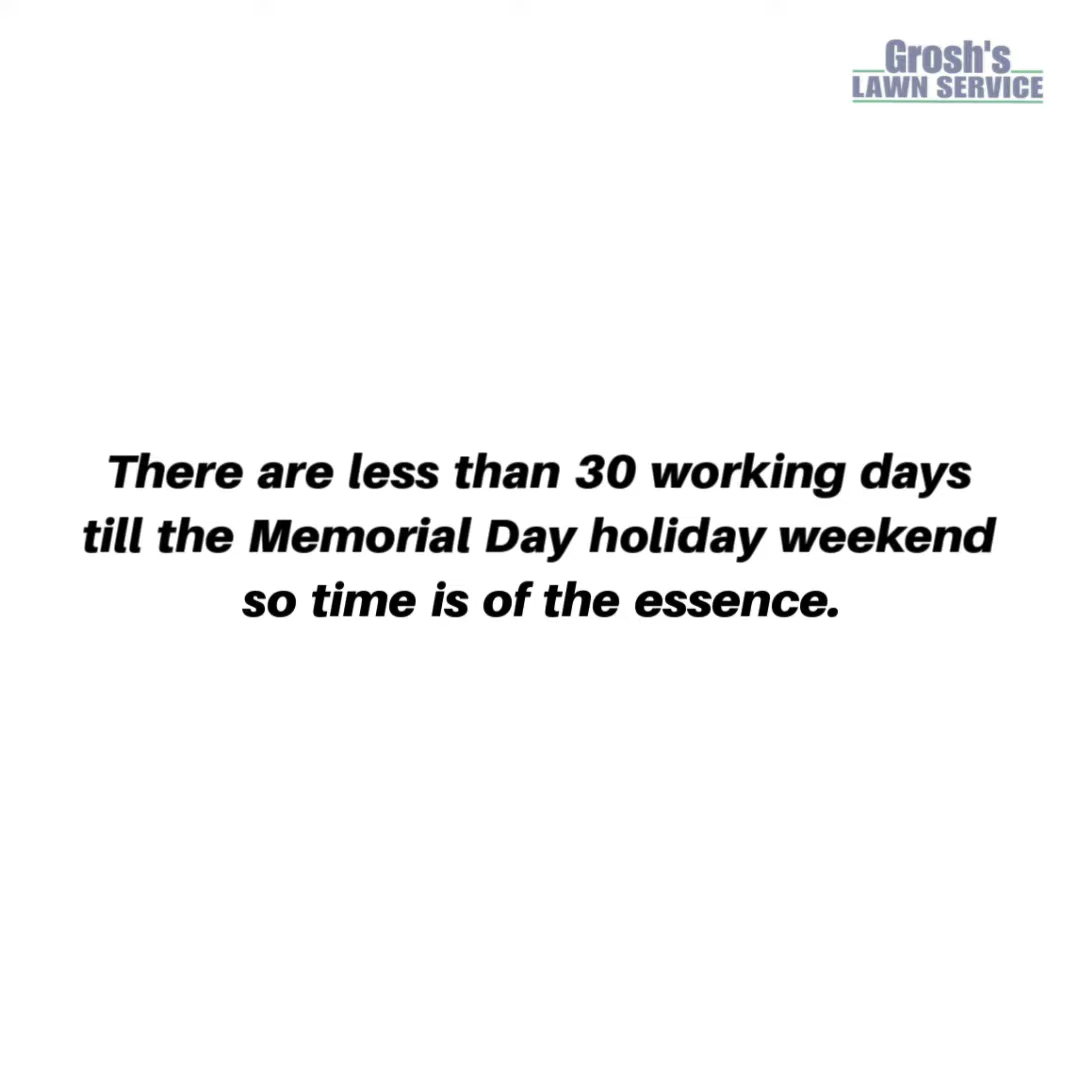 Grosh's
LAWN SERVICE
There are less than 30 working days
till the Memorial Day holiday weekend
so time is of the essence.